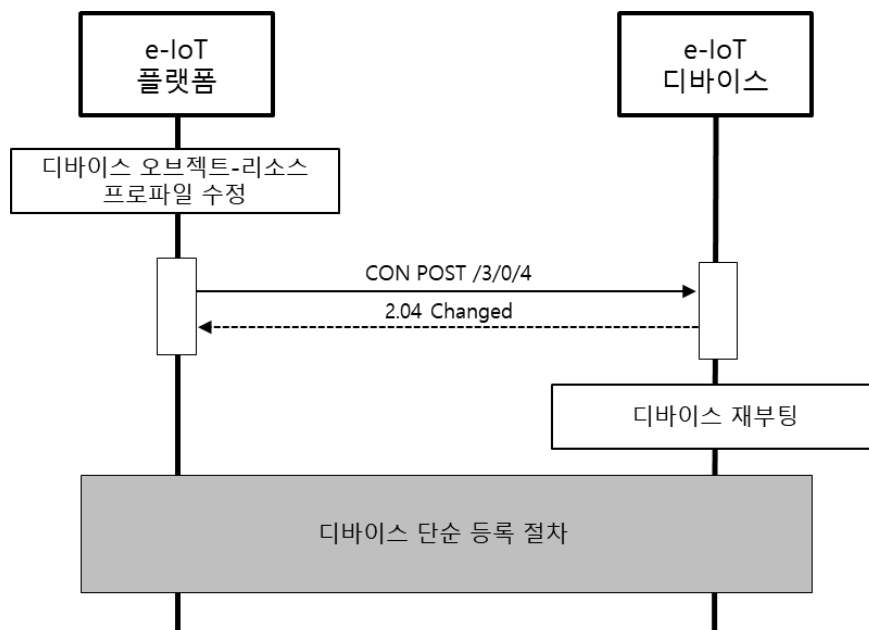 e-IoT
플랫폼
e-IoT
디바이스
디바이스 오브젝트-리소스
프로파일 수정
CON POST /3/0/4
2.04 Changed
디바이스 재부팅
디바이스 단순 등록 절차